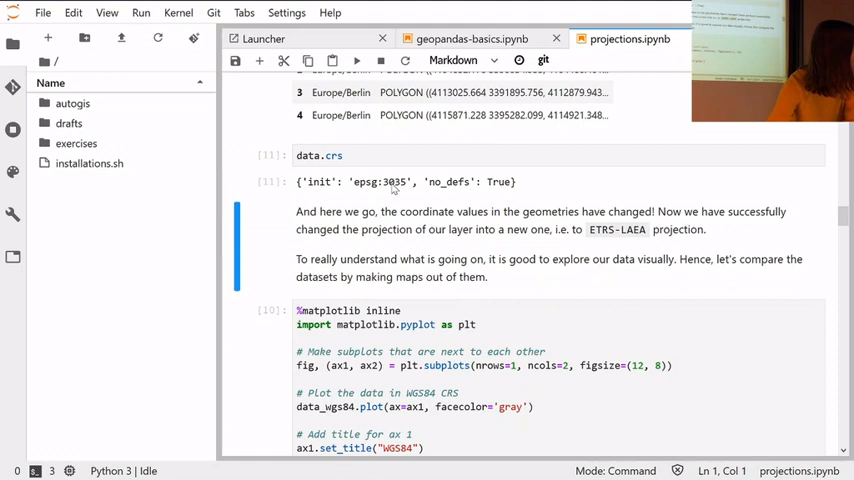 File Edit View Run Kernel Git Tabs Settings Help
Launcher geopandas-basics.ipynb projections.ipynb
Markdown git
/
Name
autogis
drafts
exercises
installations.sh
3 Europe/Berlin POLYGON ((4113025.664 3391895.756, 4112879.943...
4 Europe/Berlin POLYGON ((4115871.228 3395282.099, 4114921.348...
[11]: data.crs
[11]: {'init': 'epsg:3035', 'no_defs': True}
And here we go, the coordinate values in the geometries have changed! Now we have successfully
changed the projection of our layer into a new one, i.e. to ETRS-LAEA projection.
To really understand what is going on, it is good to explore our data visually. Hence, let's compare the
datasets by making maps out of them.
[10]: %matplotlib inline
import matplotlib.pyplot as plt
# Make subplots that are next to each other
fig, (ax1, ax2) = plt.subplots(nrows=1, ncols=2, figsize=(12, 8))
# Plot the data in WGS84 CRS
data_wgs84.plot(ax=ax1, facecolor='gray')
# Add title for ax 1
ax1.set_title("WGS84")
0 3 Python 3 | Idle Mode: Command Ln 1, Col 1 projections.ipynb